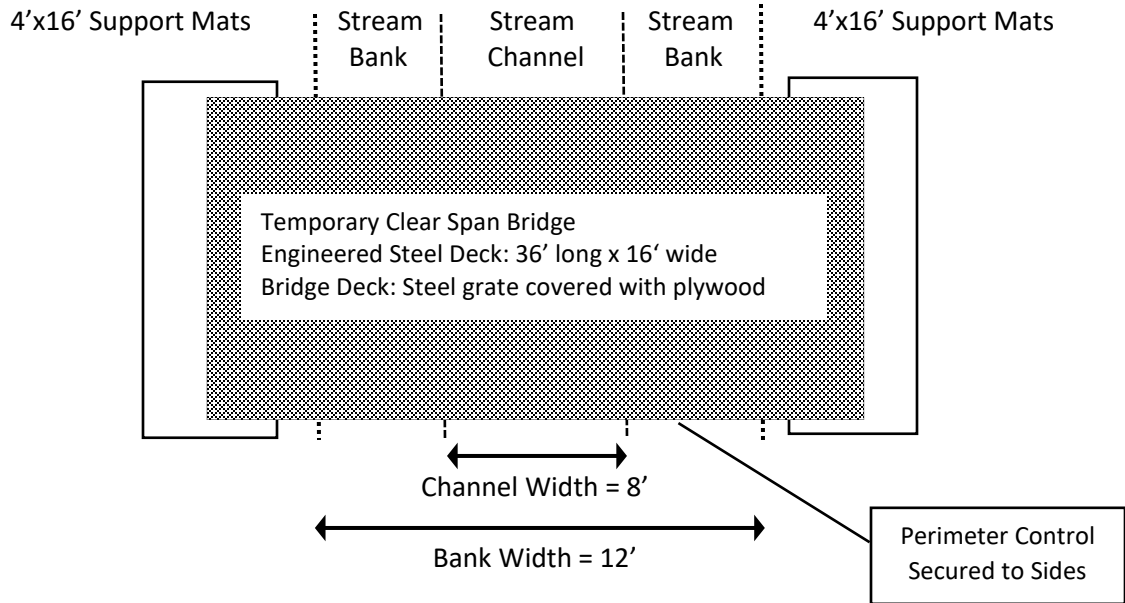 4’x16’ Support Mats
Stream
Bank
Stream
Channel
Stream
Bank
4’x16’ Support Mats
Temporary Clear Span Bridge
Engineered Steel Deck: 36’ long x 16‘ wide
Bridge Deck: Steel grate covered with plywood
Channel Width = 8’
Bank Width = 12’
Perimeter Control
Secured to Sides